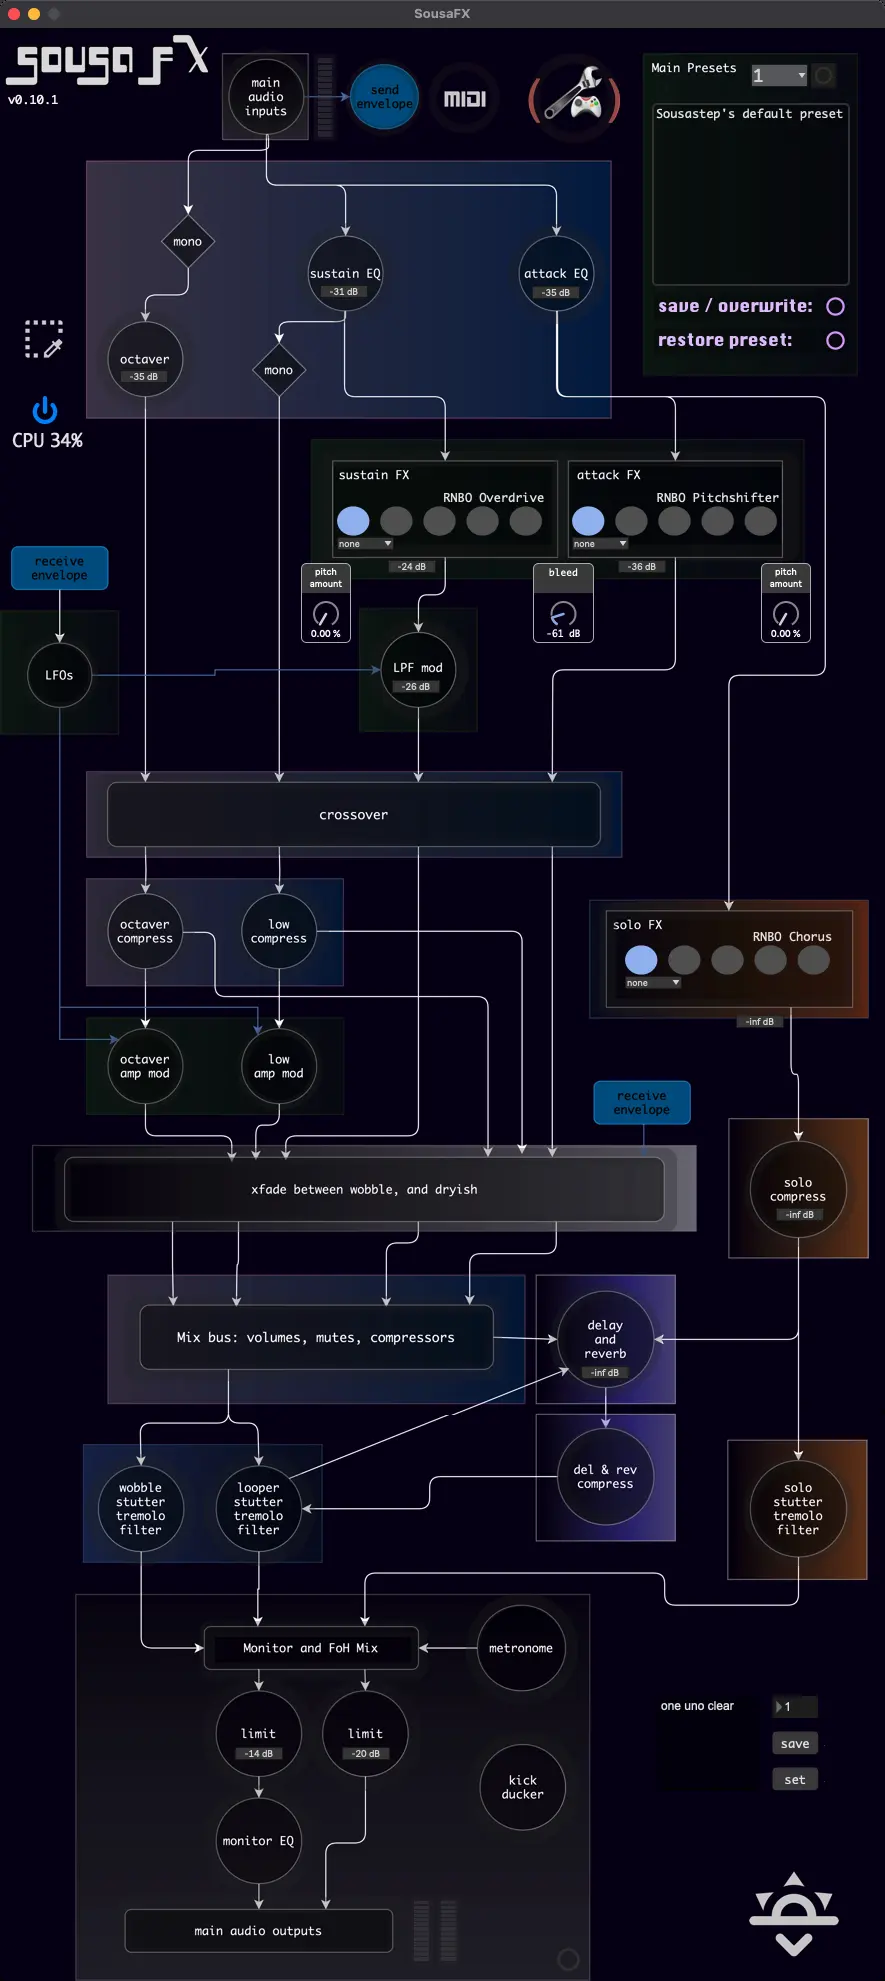 SousaFX
sousa fx
v0.10.1
main
audio
inputs
send
envelope
MIDI
Main Presets
1
Sousastep's default preset
save / overwrite:
restore preset:
mono
sustain EQ
-31 dB
attack EQ
-35 dB
octaver
-35 dB
mono
CPU 34%
sustain FX
RNBO Overdrive
none
-24 dB
attack FX
RNBO Pitchshifter
none
-36 dB
receive
envelope
pitch
amount
0.00 %
bleed
-61 dB
pitch
amount
0.00 %
LFOs
LPF mod
-26 dB
crossover
octaver
compress
low
compress
solo FX
RNBO Chorus
none
-inf dB
octaver
amp mod
low
amp mod
receive
envelope
xfade between wobble, and dryish
solo
compress
-inf dB
Mix bus: volumes, mutes, compressors
delay
and
reverb
-inf dB
del & rev
compress
wobble
stutter
tremolo
filter
looper
stutter
tremolo
filter
solo
stutter
tremolo
filter
Monitor and FoH Mix
metronome
limit
-14 dB
limit
-20 dB
one uno clear
1
save
set
kick
ducker
monitor EQ
main audio outputs